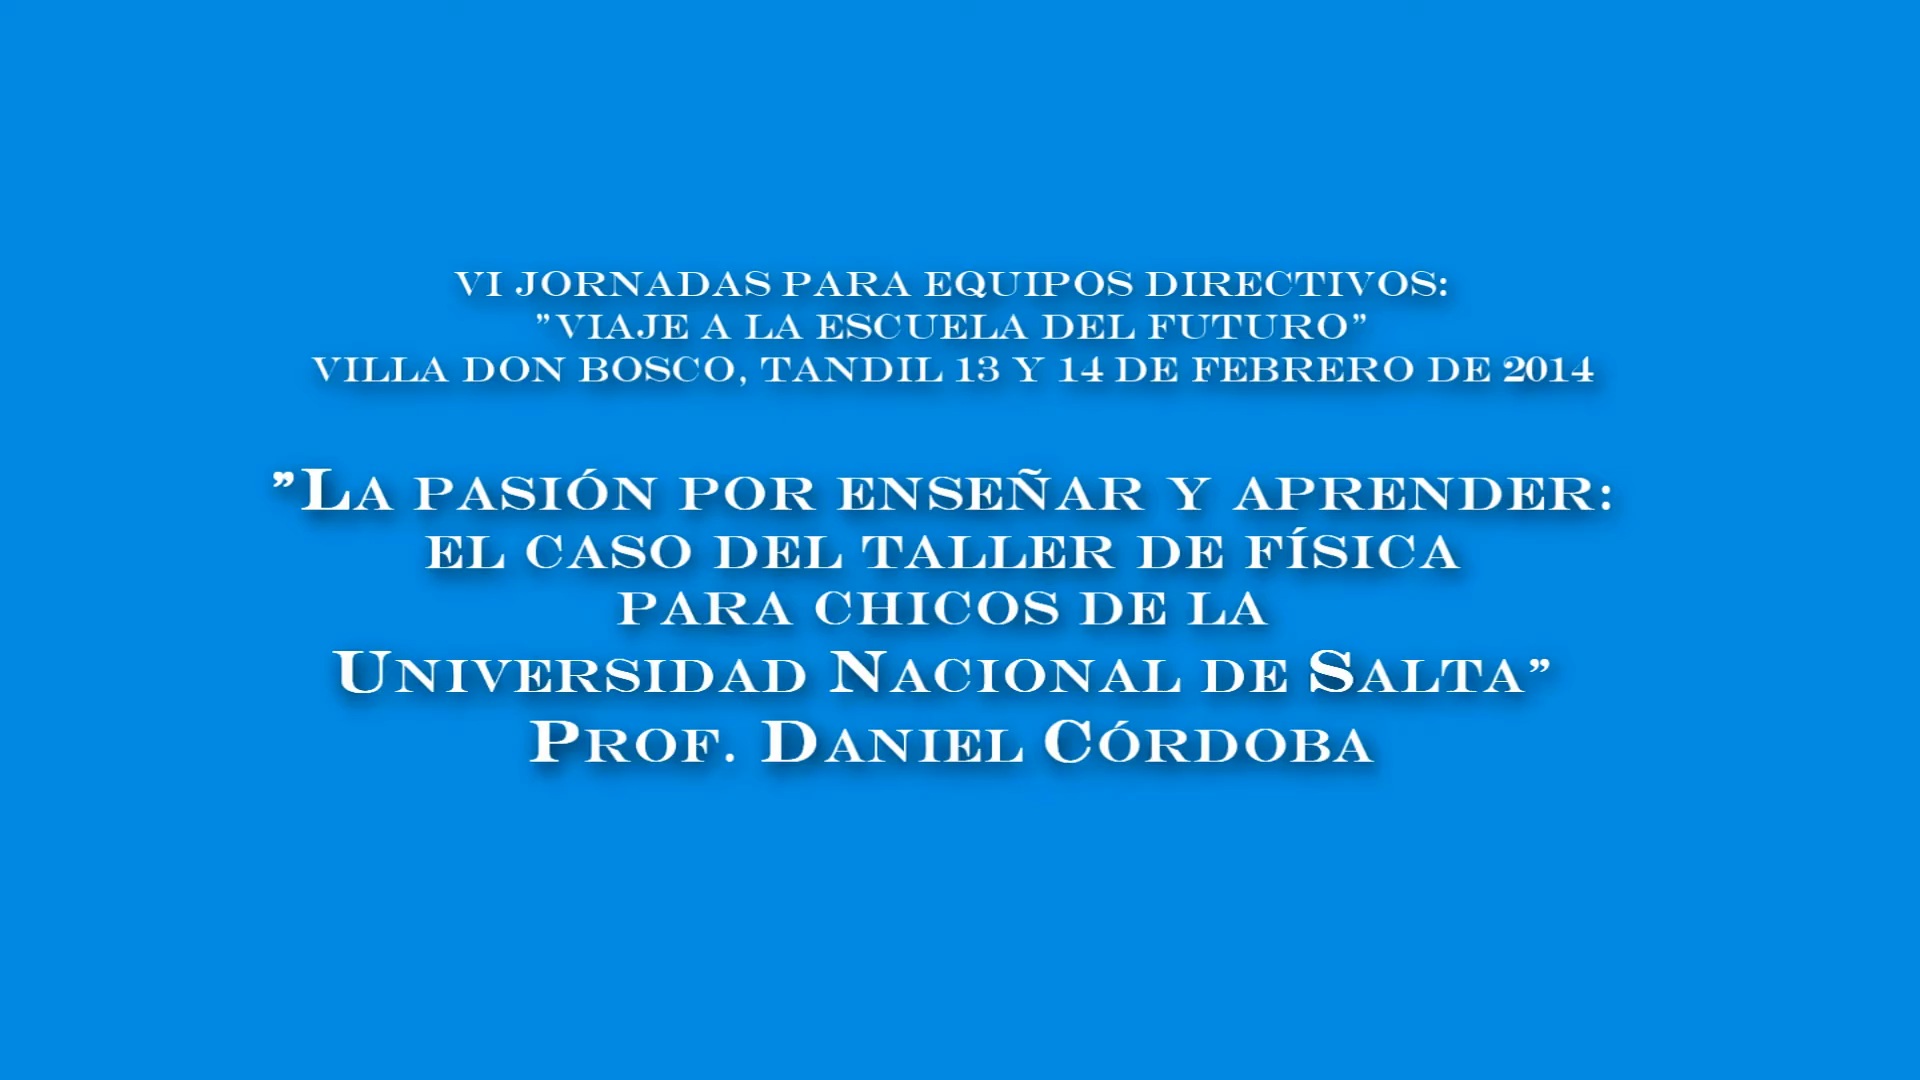 VI JORNADAS PARA EQUIPOS DIRECTIVOS:
"VIAJE A LA ESCUELA DEL FUTURO"
VILLA DON BOSCO, TANDIL 13 Y 14 DE FEBRERO DE 2014
"LA PASIÓN POR ENSEÑAR Y APRENDER:
EL CASO DEL TALLER DE FÍSICA
PARA CHICOS DE LA
UNIVERSIDAD NACIONAL DE SALTA"
PROF. DANIEL CÓRDOBA